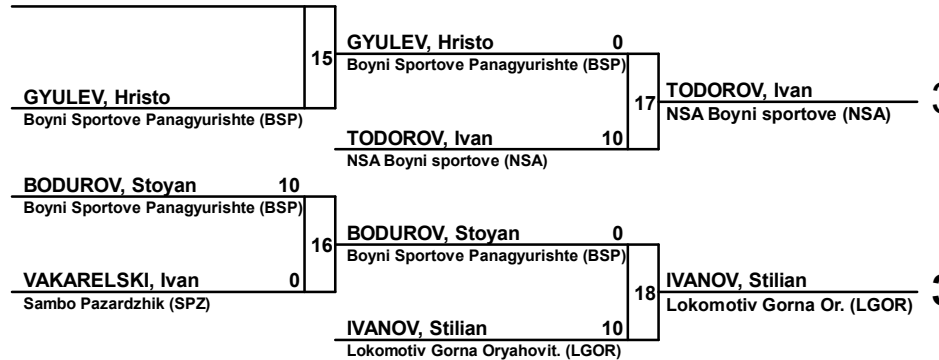 GYULEV, Hristo 0
15
Boyni Sportove Panagyurishte (BSP)
GYULEV, Hristo
Boyni Sportove Panagyurishte (BSP)
TODOROV, Ivan
17
NSA Boyni sportove (NSA)
TODOROV, Ivan 10
NSA Boyni sportove (NSA)
BODUROV, Stoyan 10
Boyni Sportove Panagyurishte (BSP)
BODUROV, Stoyan 0
16
Boyni Sportove Panagyurishte (BSP)
VAKARELSKI, Ivan 0
Sambo Pazardzhik (SPZ)
IVANOV, Stilian
18
Lokomotiv Gorna Or. (LGOR)
IVANOV, Stilian 10
Lokomotiv Gorna Oryahovit. (LGOR)